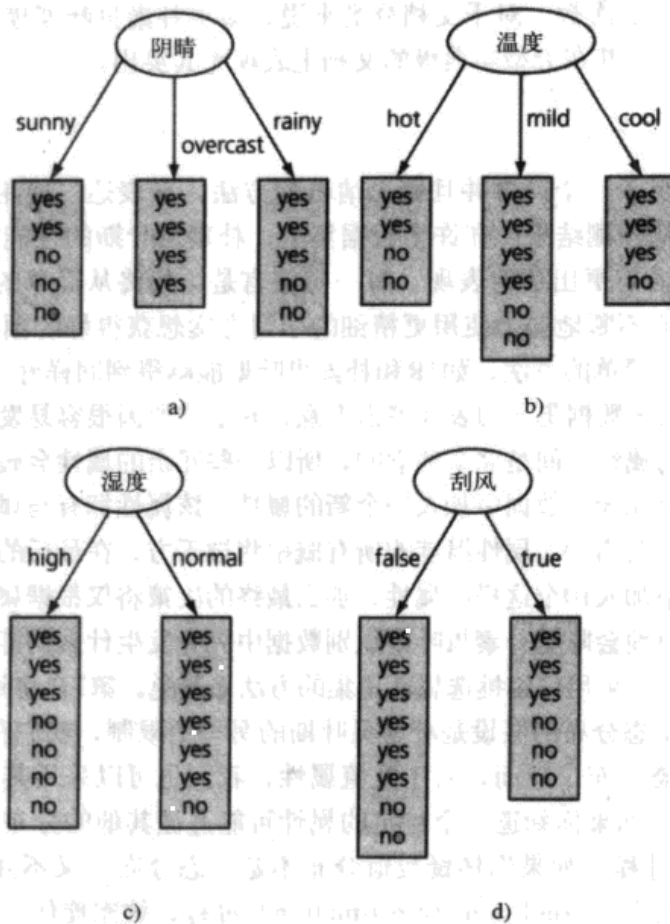 阴晴
sunny
overcast
rainy
yes
yes
no
no
no
yes
yes
yes
yes
yes
yes
yes
no
no
a)
温度
hot
mild
cool
yes
yes
no
no
yes
yes
yes
yes
no
no
yes
yes
yes
no
b)
湿度
high
normal
yes
yes
yes
no
no
no
no
yes
yes
yes
yes
yes
yes
no
c)
刮风
false
true
yes
yes
yes
yes
yes
yes
no
no
yes
yes
yes
no
no
no
d)